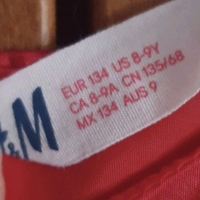 &M
EUR 134 US 8-9Y
CA 8-9A CN 135/68
MX 134 AUS 9